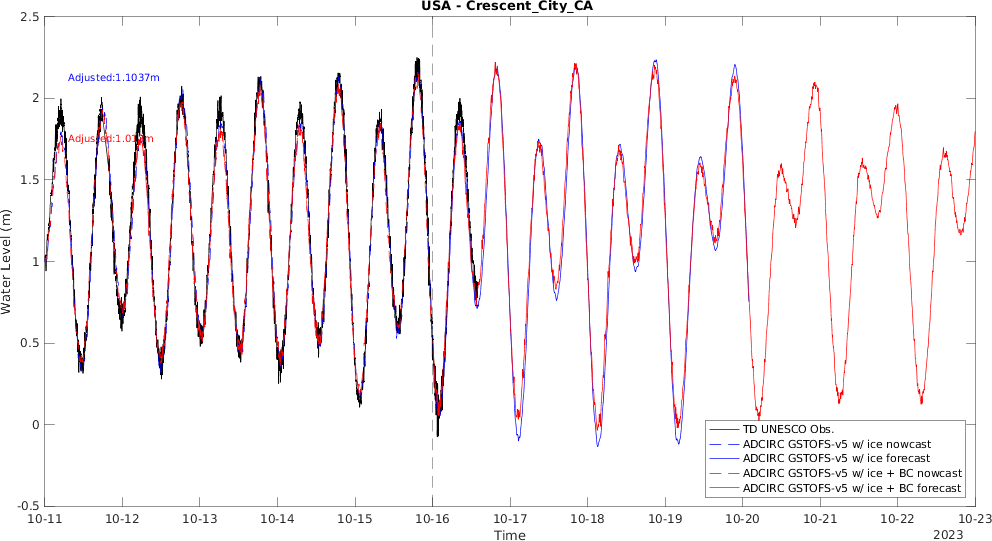 USA - Crescent_City_CA
2.5
2
1.5
1
0.5
0
-0.5
Water Level (m)
Adjusted:1.1037m
10-11
10-12
10-13
10-14
10-15
10-16
10-17
10-18
10-19
10-20
10-21
10-22
10-23
Time
2023
TD UNESCO Obs.
ADCIRC GSTOFS-v5 w/ ice nowcast
ADCIRC GSTOFS-v5 w/ ice forecast
ADCIRC GSTOFS-v5 w/ ice + BC nowcast
ADCIRC GSTOFS-v5 w/ ice + BC forecast